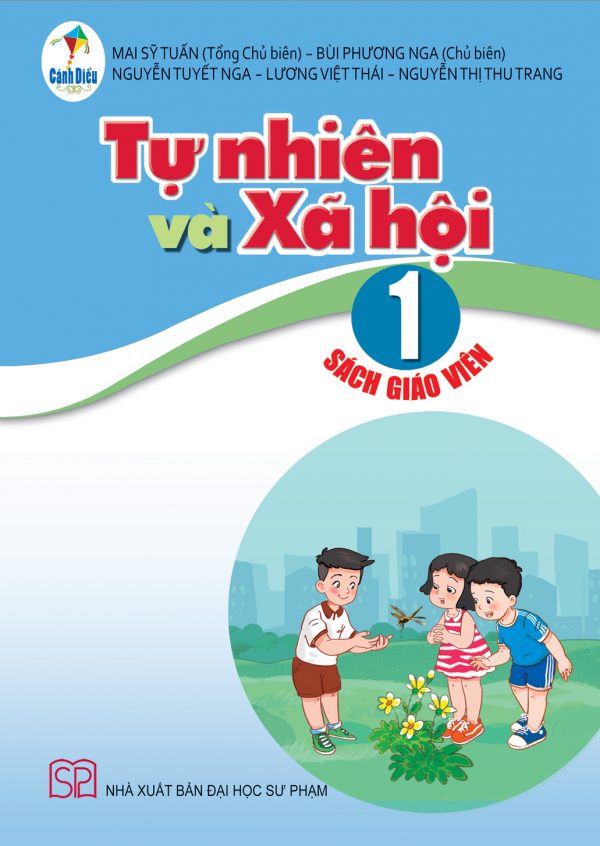 Cánh Diều
MAI SỸ TUẤN (Tổng Chủ biên) – BÙI PHƯƠNG NGA (Chủ biên)
NGUYỄN TUYẾT NGA – LƯƠNG VIỆT THÁI – NGUYỄN THỊ THU TRANG
Tự nhiên
và Xã hội
1
SÁCH GIÁO VIÊN
SP
NHÀ XUẤT BẢN ĐẠI HỌC SƯ PHẠM